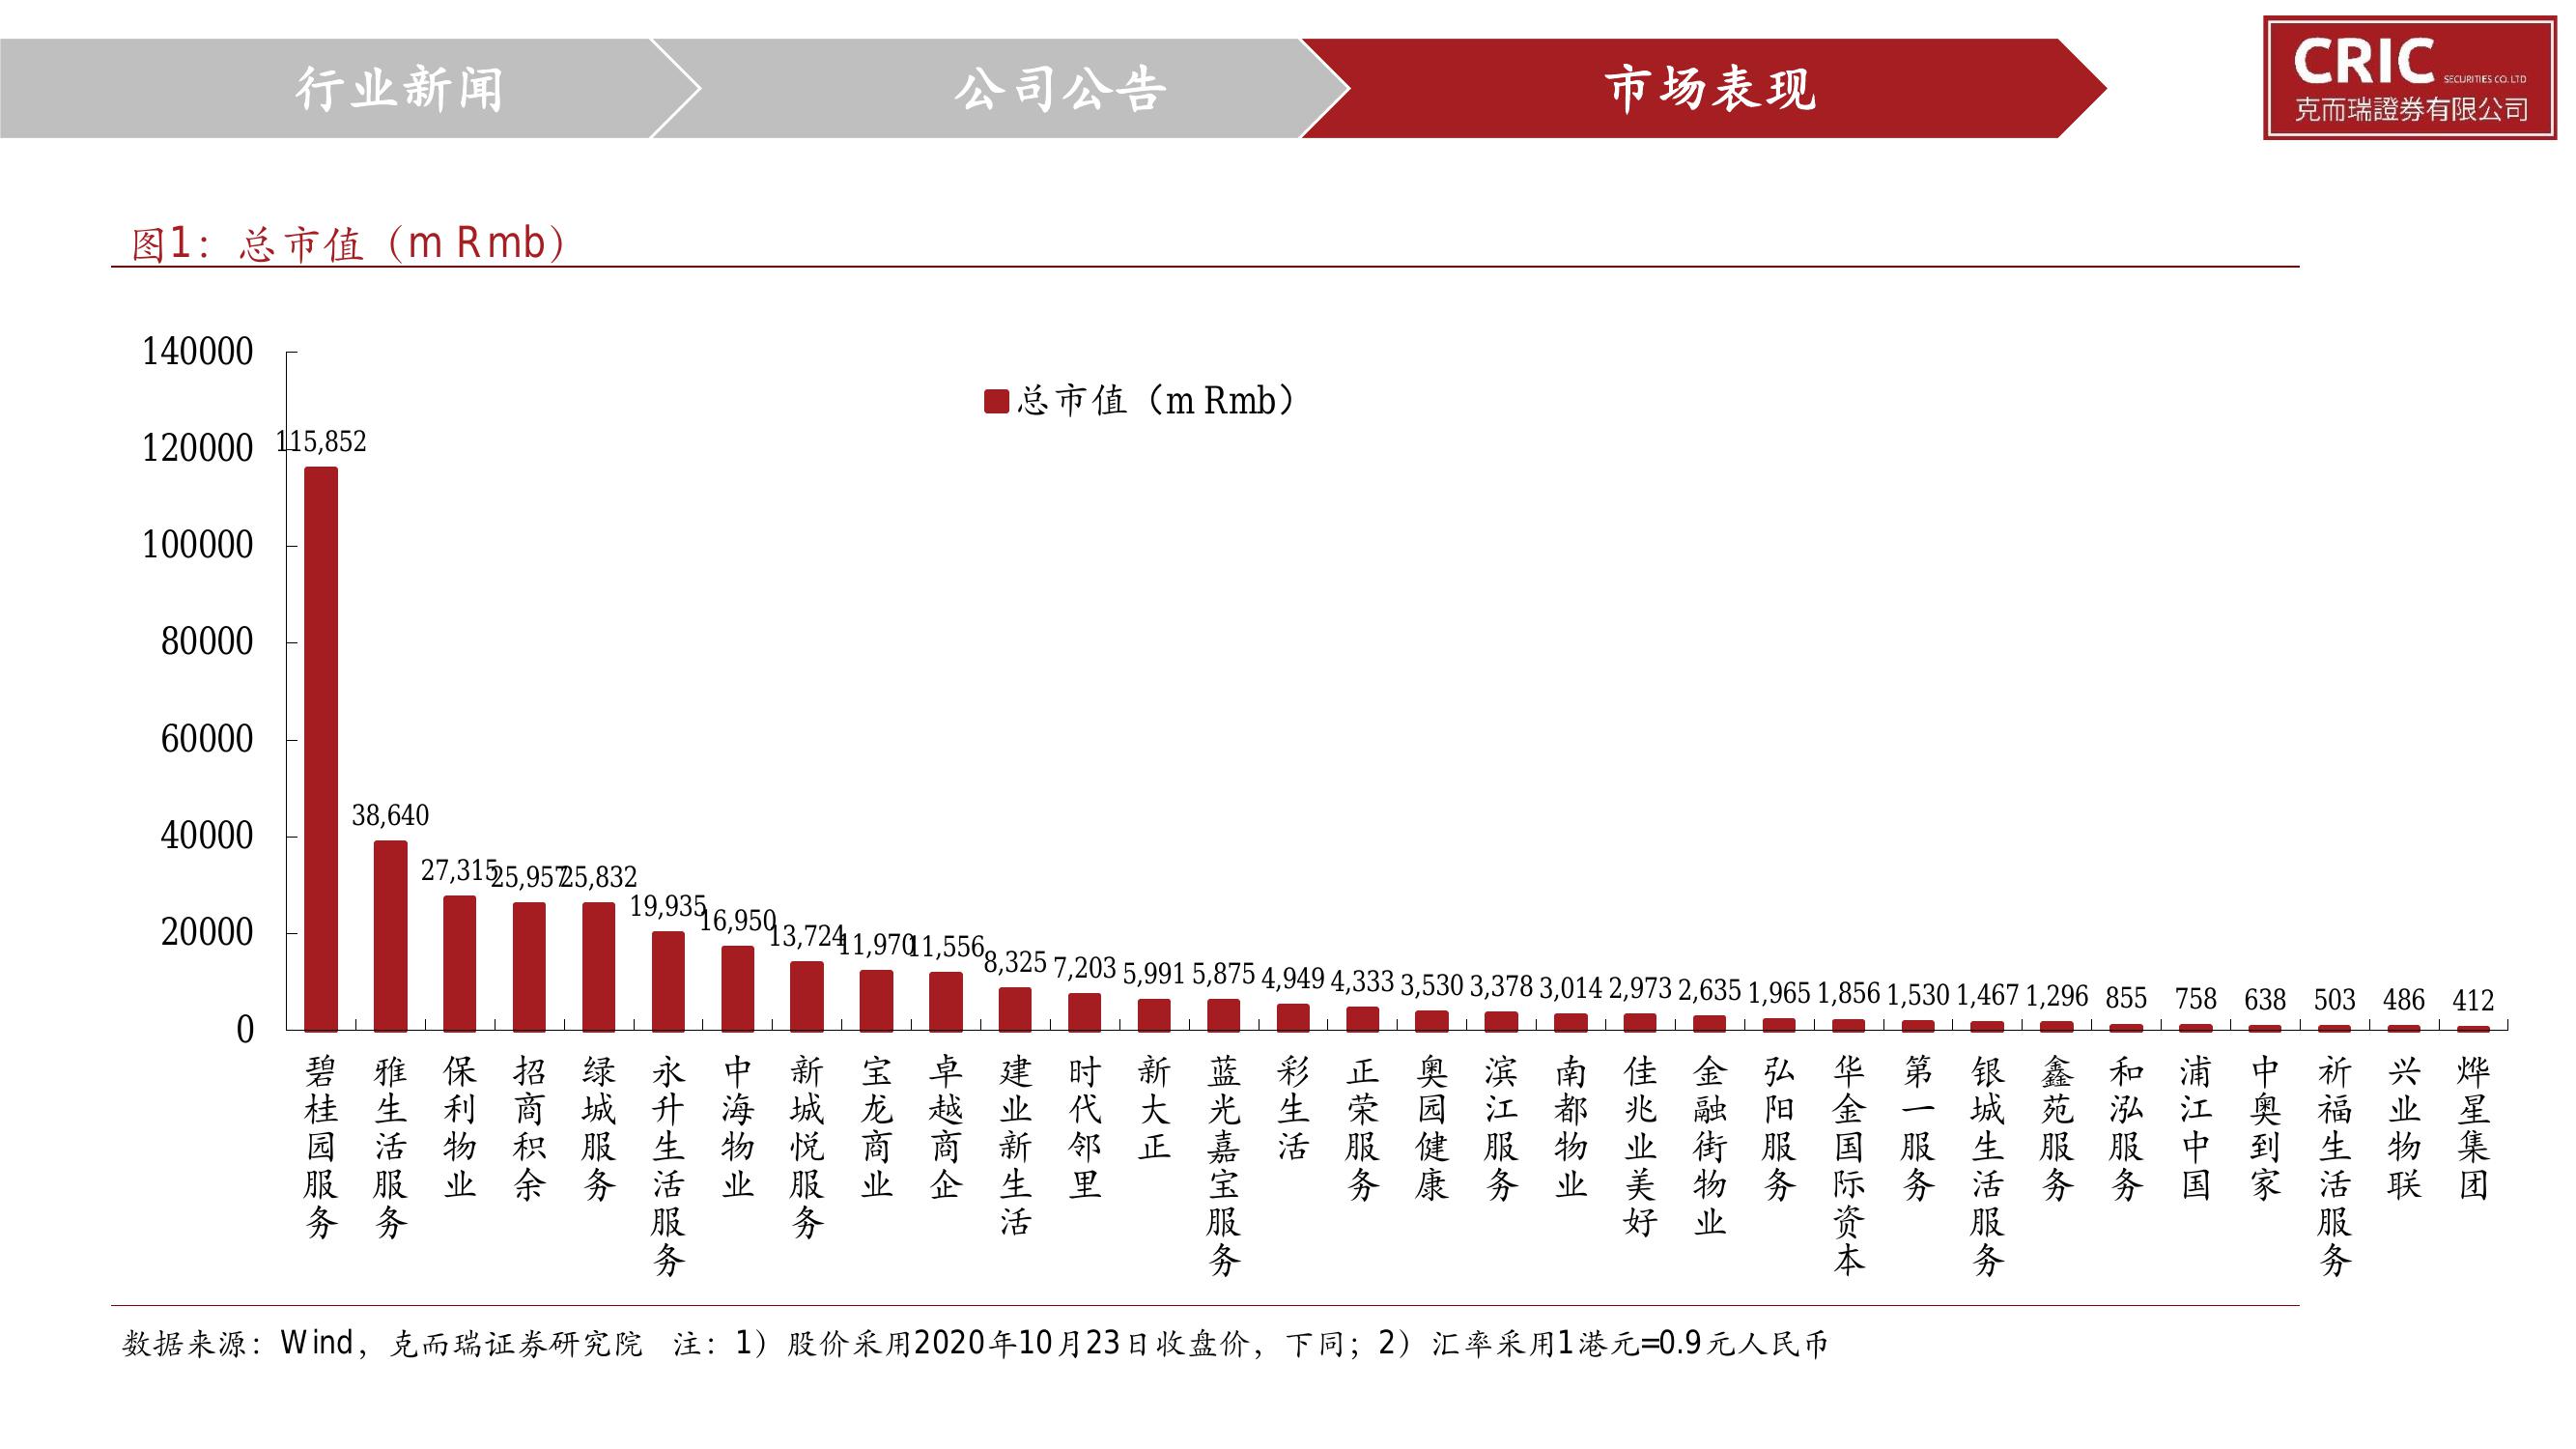 行业新闻
公司公告
市场表现
CRIC SECURITIES CO. LTD
克而瑞證券有限公司
图1：总市值（m Rmb）
总市值（m Rmb）
140000
120000
100000
80000
60000
40000
20000
0
115,852
38,640
27,315
25,957
25,832
19,935
16,950
13,724
11,970
11,556
8,325
7,203
5,991
5,875
4,949
4,333
3,530
3,378
3,014
2,973
2,635
1,965
1,856
1,530
1,467
1,296
855
758
638
503
486
412
碧桂园服务
雅生活服务
保利物业
招商积余
绿城服务
永升生活服务
中海物业
新城悦服务
宝龙商业
卓越商企
建业新生活
时代邻里
新大正
蓝光嘉宝服务
彩生活
正荣服务
奥园健康
滨江服务
南都物业
佳兆业美好
金融街物业
弘阳服务
华金国际资本
第一服务
银城生活服务
鑫苑服务
和泓服务
浦江中国
中奥到家
祈福生活服务
兴业物联
烨星集团
数据来源：Wind，克而瑞证券研究院 注：1）股价采用2020年10月23日收盘价，下同；2）汇率采用1港元=0.9元人民币